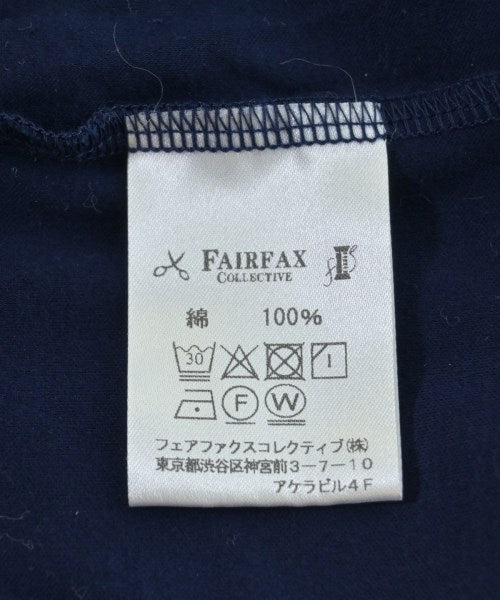 FAIRFAX
COLLECTIVE
綿 100%
30
F W
フェアファクスコレクティブ(株)
東京都渋谷区神宮前3-7-10
アケラビル4F